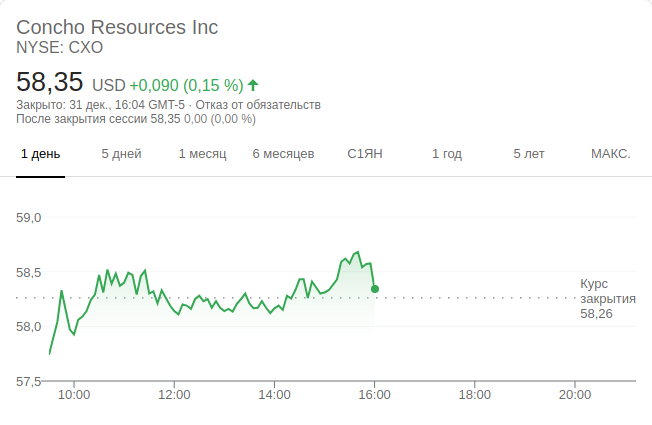 Concho Resources Inc
NYSE: CXO
58,35 USD +0,090 (0,15 %)
Закрыто: 31 дек., 16:04 GMT-5 · Отказ от обязательств
После закрытия сессии 58,35 0,00 (0,00 %)
1 день 5 дней 1 месяц 6 месяцев С1ЯН 1 год 5 лет МАКС.
59,0
58,5
Курс
закрытия
58,26
58,0
57,5
10:00 12:00 14:00 16:00 18:00 20:00